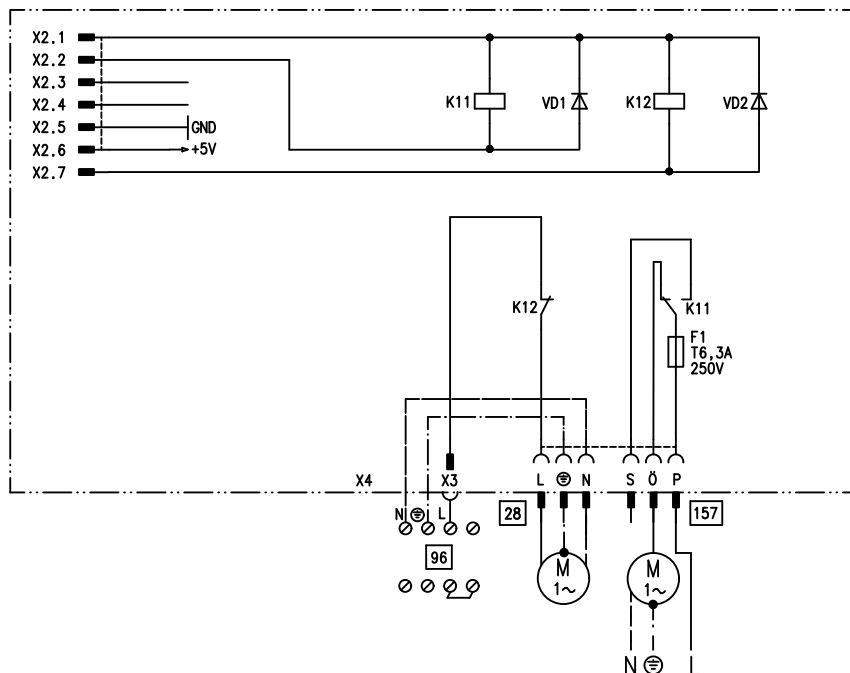 X2.1
X2.2
X2.3
X2.4
X2.5
X2.6
X2.7
GND
+5V
K11
VD1
K12
VD2
K12
K11
F1
T6,3A
250V
X4
X3
L
N
S
Ö
P
N
L
28
157
96
M
1~
M
1~
N
L